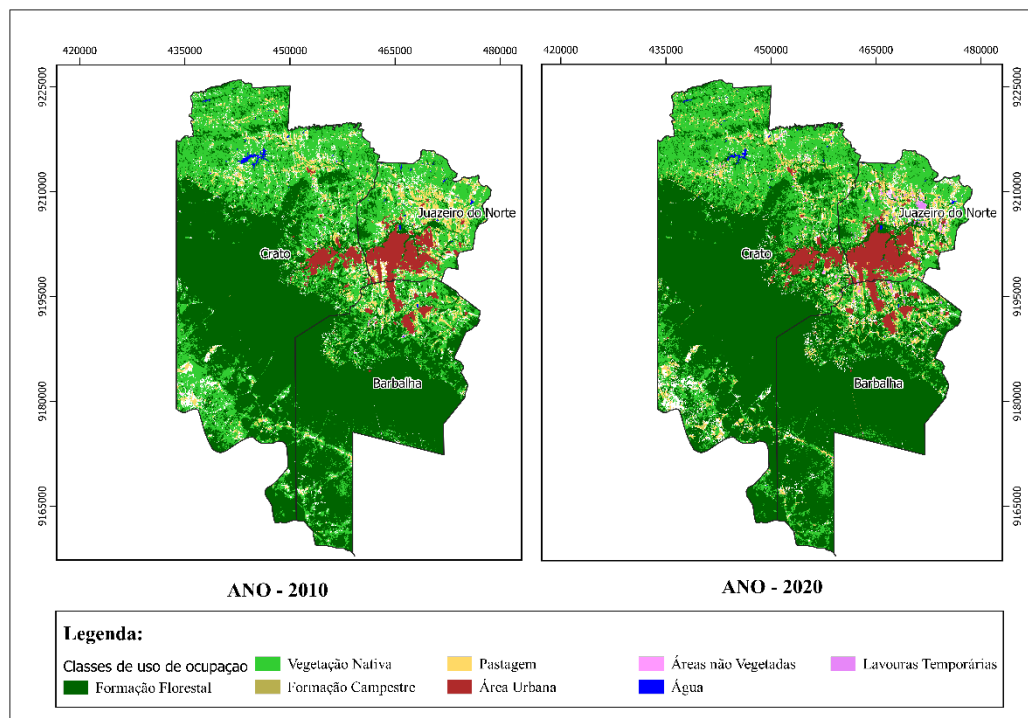 420000 435000 450000 465000 480000
420000 435000 450000 465000 480000
9225000
9210000
9195000
9180000
9165000
Juazeiro do Norte
Crato
Barbalha
Juazeiro do Norte
Crato
Barbalha
9225000
9210000
9195000
9180000
9165000
ANO - 2010
ANO - 2020
Legenda:
Classes de uso de ocupaçao
Vegetação Nativa
Pastagem
Áreas não Vegetadas
Lavouras Temporárias
Formação Florestal
Formação Campestre
Área Urbana
Água